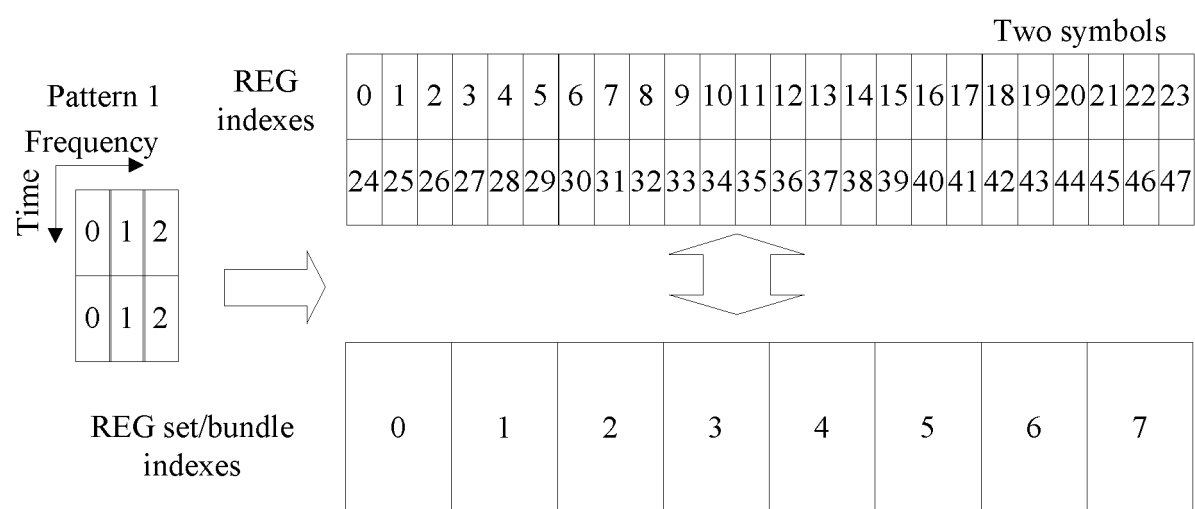 Two symbols
Pattern 1
Frequency
Time
0 1 2
0 1 2
REG
indexes
0 1 2 3 4 5 6 7 8 9 10 11 12 13 14 15 16 17 18 19 20 21 22 23
24 25 26 27 28 29 30 31 32 33 34 35 36 37 38 39 40 41 42 43 44 45 46 47
REG set/bundle
indexes
0 1 2 3 4 5 6 7